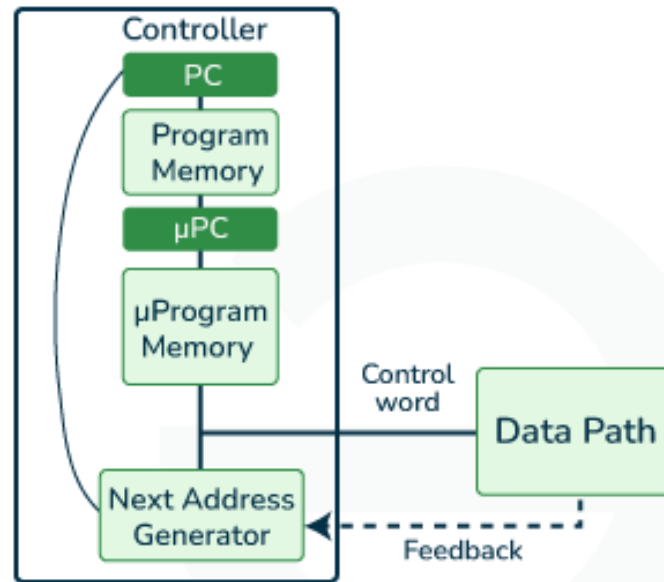 Controller
PC
Program
Memory
µPC
µProgram
Memory
Control
word
Data Path
Next Address
Generator
Feedback